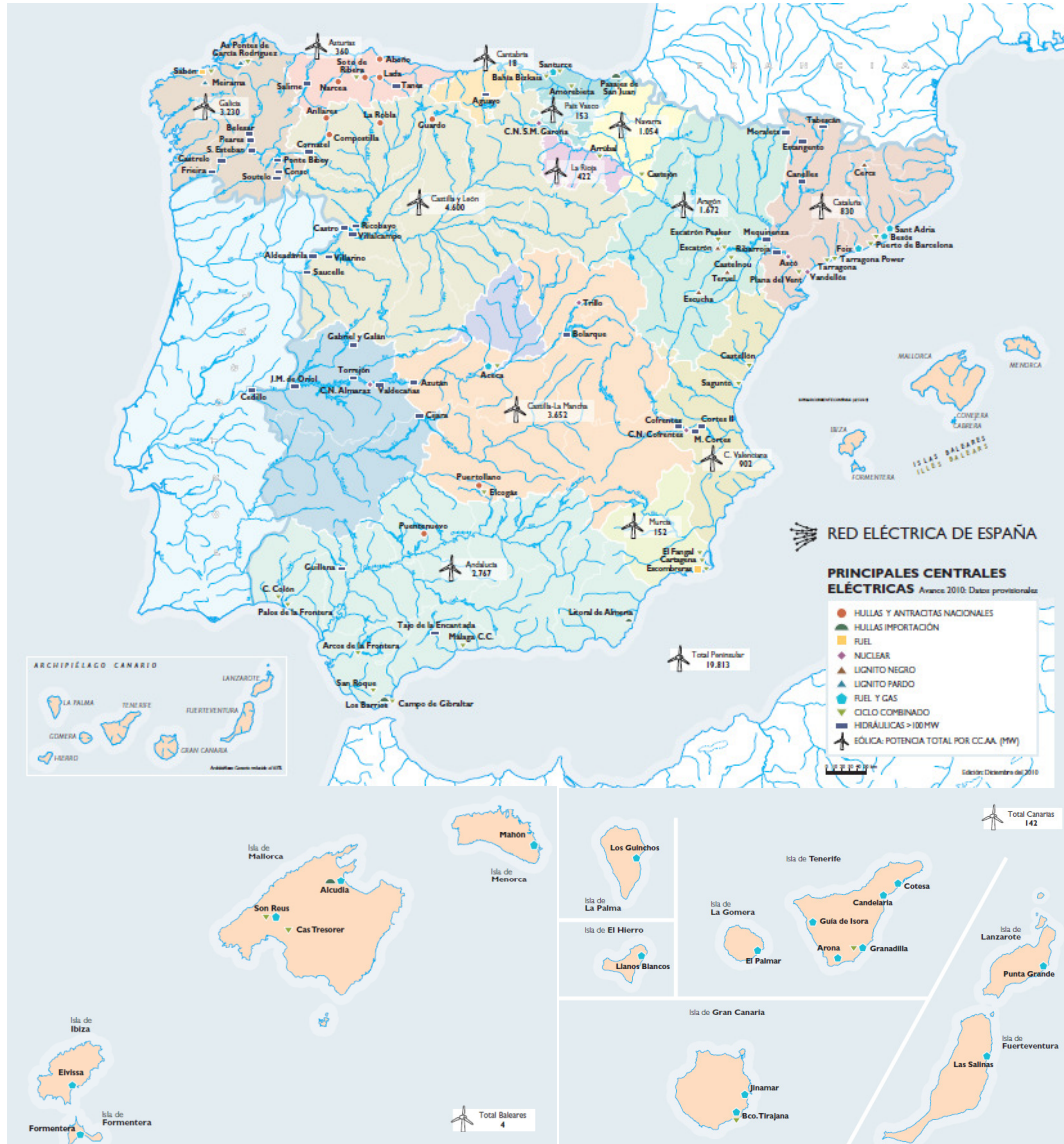 FRANCIA
Asturias
360
Cantabria
18
As Pontes de
García Rodríguez
Sabón
Meirama
Soto de
Ribera
Aboño
Lada
Narcea
Salime
Tanes
Bahía Bizkaia
Santurce
Amorebieta
Pasajes de
San Juan
Aguayo
País Vasco
153
Navarra
1.054
Galicia
3.230
Anllares
La Robla
Compostilla
Guardo
C.N. S.M. Garoña
Arrúbal
La Rioja
422
Castejón
Belesar
Peares
S. Esteban
Castrelo
Frieira
Soutelo
Cornatel
Ponte Bibey
Conso
Moralets
Tabescán
Estangento
Canelles
Cercs
Castilla y León
4.600
Aragón
1.672
Cataluña
830
Castro
Ricobayo
Villalcampo
Aldeadávila
Villarino
Saucelle
Escatrón Peaker
Escatrón
Mequinenza
Ribarroja
Castelnou
Teruel
Escucha
Ascó
Plana del Vent
Vandellós
Tarragona
Tarragona Power
Foix
Sant Adriá
Besós
Puerto de Barcelona
Trillo
Bolarque
Gabriel y Galán
Torrejón
J.M. de Oriol
Cedillo
C.N. Almaraz
Valdecañas
Azután
Aceca
Cijara
Castilla-La Mancha
3.652
Castellón
Sagunto
Cofrentes
C.N. Cofrentes
Cortes II
M. Cortes
C. Valenciana
902
MALLORCA
MENORCA
CONEJERA
CABRERA
IBIZA
FORMENTERA
ISLAS BALEARES
ILLES BALEARS
Puertollano
Elcogás
Puentenuevo
Murcia
152
El Fangal
Cartagena
Escombreras
Guillena
Andalucía
2.767
C. Colón
Palos de la Frontera
Tajo de la Encantada
Málaga C.C.
Litoral de Almería
Arcos de la Frontera
San Roque
Los Barrios
Campo de Gibraltar
Total Peninsular
19.813
RED ELÉCTRICA DE ESPAÑA
PRINCIPALES CENTRALES
ELÉCTRICAS Avance 2010: Datos provisionales
HULLAS Y ANTRACITAS NACIONALES
HULLAS IMPORTACIÓN
FUEL
NUCLEAR
LIGNITO NEGRO
LIGNITO PARDO
FUEL Y GAS
CICLO COMBINADO
HIDRÁULICAS >100 MW
EÓLICA: POTENCIA TOTAL POR CC.AA. (MW)
Edición: Diciembre del 2010
ARCHIPIÉLAGO CANARIO
LANZAROTE
LA PALMA
TENERIFE
FUERTEVENTURA
GOMERA
GRAN CANARIA
HIERRO
Isla de
Mallorca
Mahón
Isla de
Menorca
Alcudia
Son Reus
Cas Tresorer
Isla de
Ibiza
Eivissa
Isla de
Formentera
Formentera
Total Baleares
4
Total Canarias
142
Los Guinchos
Isla de
La Palma
Isla de El Hierro
Llanos Blancos
Isla de
La Gomera
El Palmar
Isla de Tenerife
Cotesa
Candelaria
Guía de Isora
Arona
Granadilla
Isla de
Lanzarote
Punta Grande
Isla de Gran Canaria
Jinamar
Bco. Tirajana
Isla de
Fuerteventura
Las Salinas